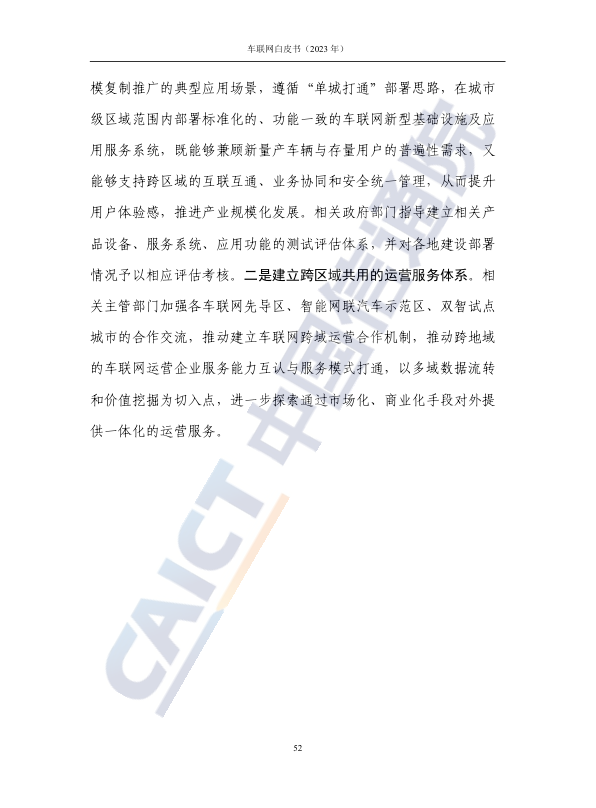 车联网白皮书（2023 年）
模复制推广的典型应用场景，遵循“单城打通”部署思路，在城市
级区域范围内部署标准化的、功能一致的车联网新型基础设施及应
用服务系统，既能够兼顾新量产车辆与存量用户的普遍性需求，又
能够支持跨区域的互联互通、业务协同和安全统一管理，从而提升
用户体验感，推进产业规模化发展。相关政府部门指导建立相关产
品设备、服务系统、应用功能的测试评估体系，并对各地建设部署
情况予以相应评估考核。二是建立跨区域共用的运营服务体系。相
关主管部门加强各车联网先导区、智能网联汽车示范区、双智试点
城市的合作交流，推动建立车联网跨域运营合作机制，推动跨地域
的车联网运营企业服务能力互认与服务模式打通，以多域数据流转
和价值挖掘为切入点，进一步探索通过市场化、商业化手段对外提
供一体化的运营服务。
CAICT 中国信通院
52